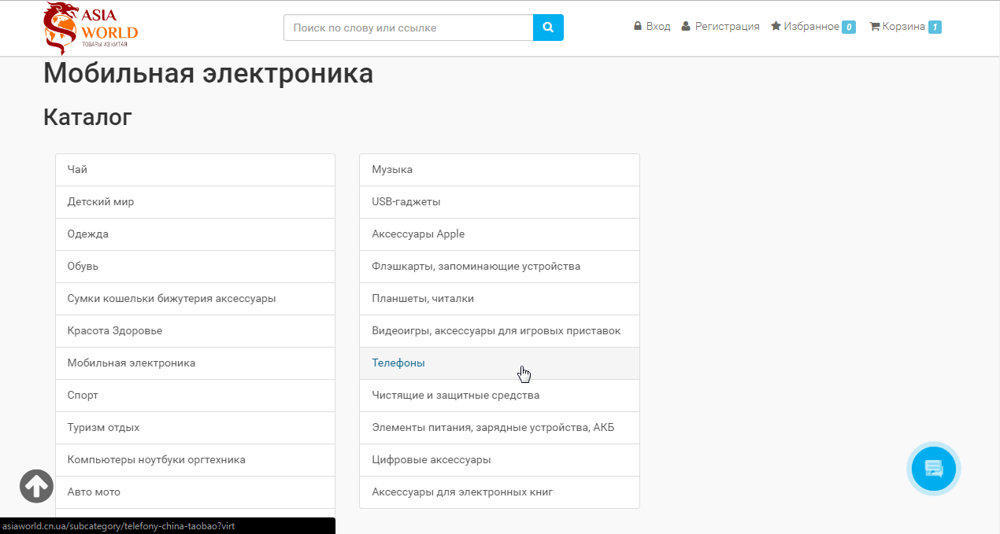 ASIA
WORLD
ТОВАРЫ ИЗ КИТАЯ
Поиск по слову или ссылке
Вход
Регистрация
Избранное 0
Корзина 1
Мобильная электроника
Каталог
Чай
Детский мир
Одежда
Обувь
Сумки кошельки бижутерия аксессуары
Красота Здоровье
Мобильная электроника
Спорт
Туризм отдых
Компьютеры ноутбуки оргтехника
Авто мото
Музыка
USB-гаджеты
Аксессуары Apple
Флэшкарты, запоминающие устройства
Планшеты, читалки
Видеоигры, аксессуары для игровых приставок
Телефоны
Чистящие и защитные средства
Элементы питания, зарядные устройства, АКБ
Цифровые аксессуары
Аксессуары для электронных книг
asiaworld.cn.ua/subcategory/telefony-china-taobao?virt